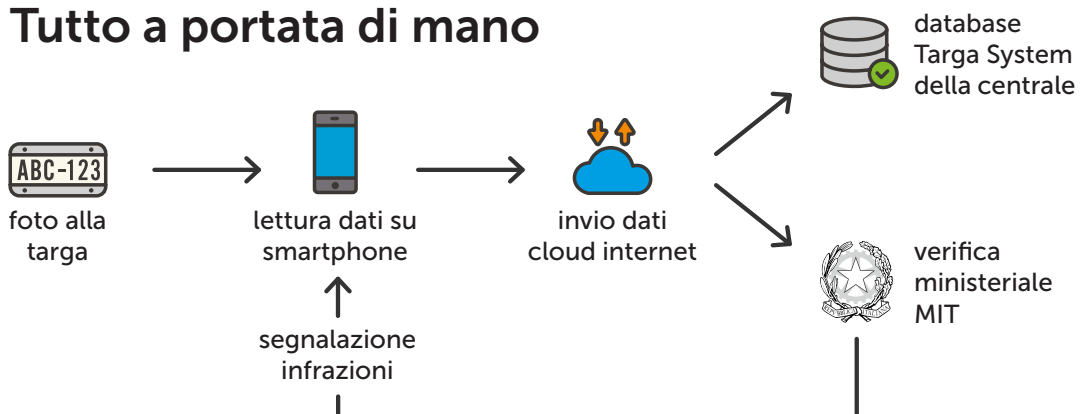 Tutto a portata di mano
database
Targa System
della centrale
ABC-123
foto alla
targa
lettura dati su
smartphone
invio dati
cloud internet
verifica
ministeriale
MIT
segnalazione
infrazioni